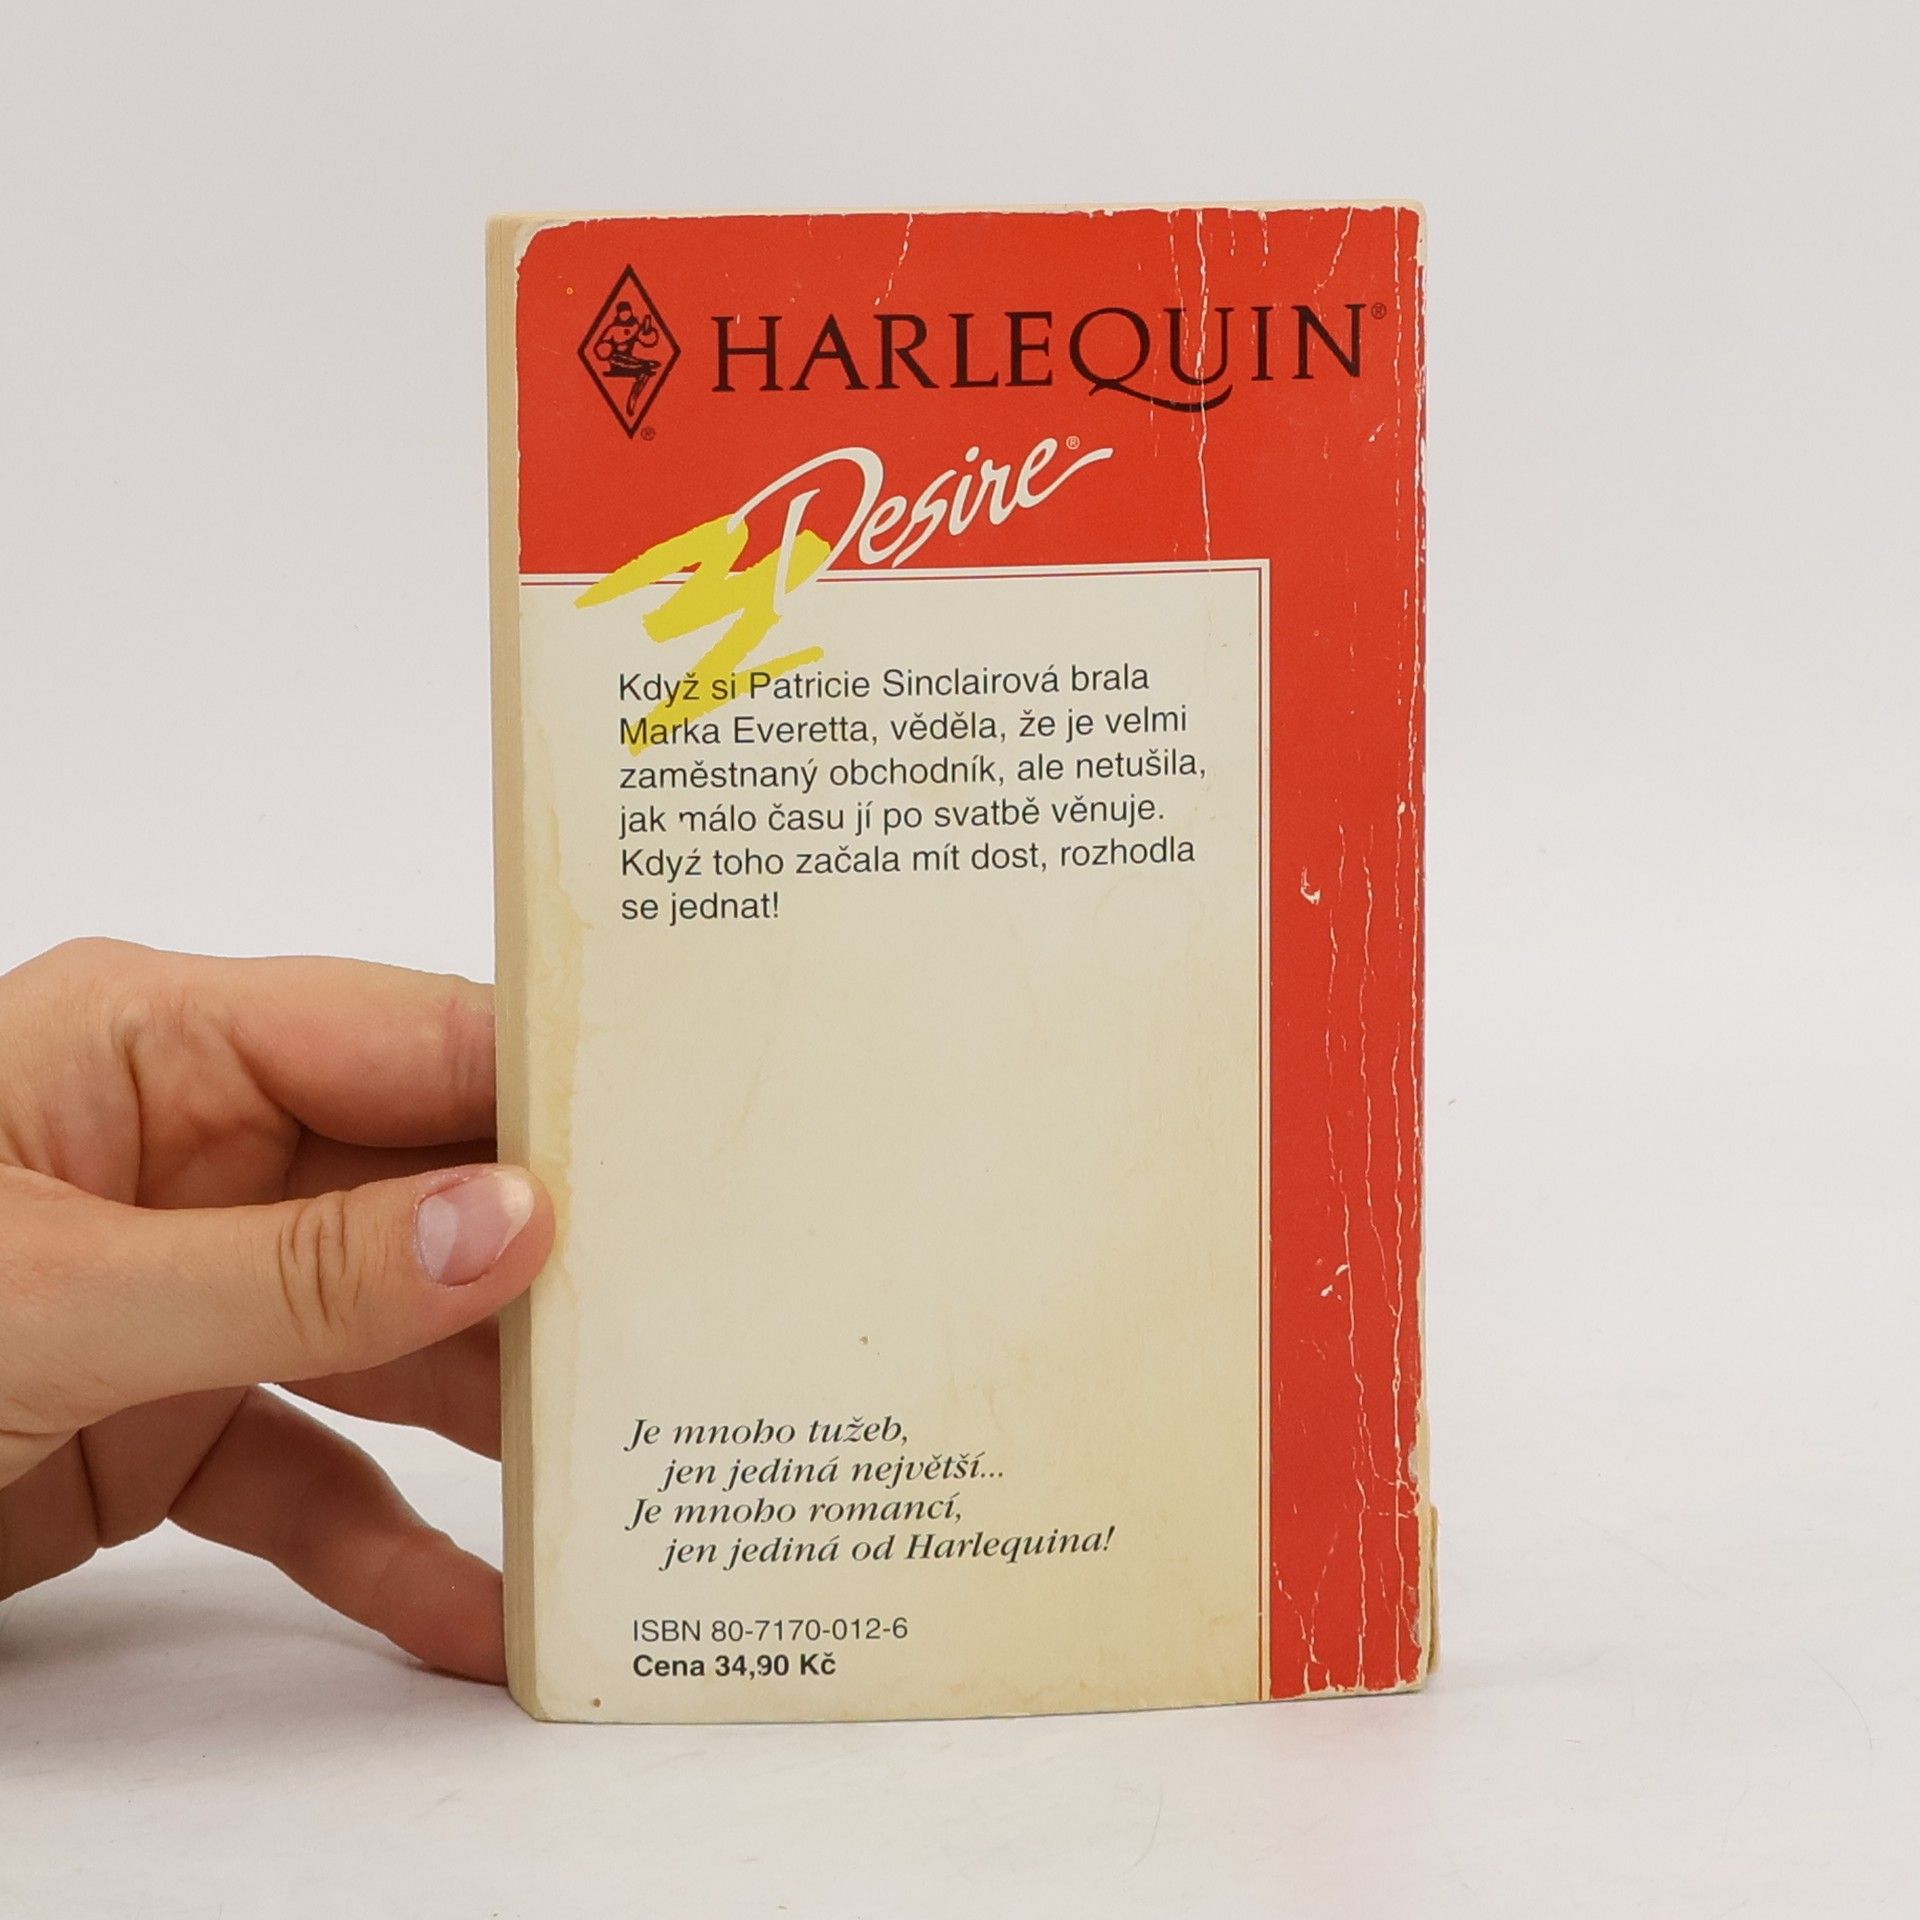 HARLEQUIN®
®
Desire®
Když si Patricie Sinclairová brala
Marka Everetta, věděla, že je velmi
zaměstnaný obchodník, ale netušila,
jak málo času jí po svatbě věnuje.
Kdyź toho začala mít dost, rozhodla
se jednat!
Je mnoho tužeb,
jen jediná největší...
Je mnoho romancí,
jen jediná od Harlequina!
ISBN 80-7170-012-6
Cena 34,90 Kč